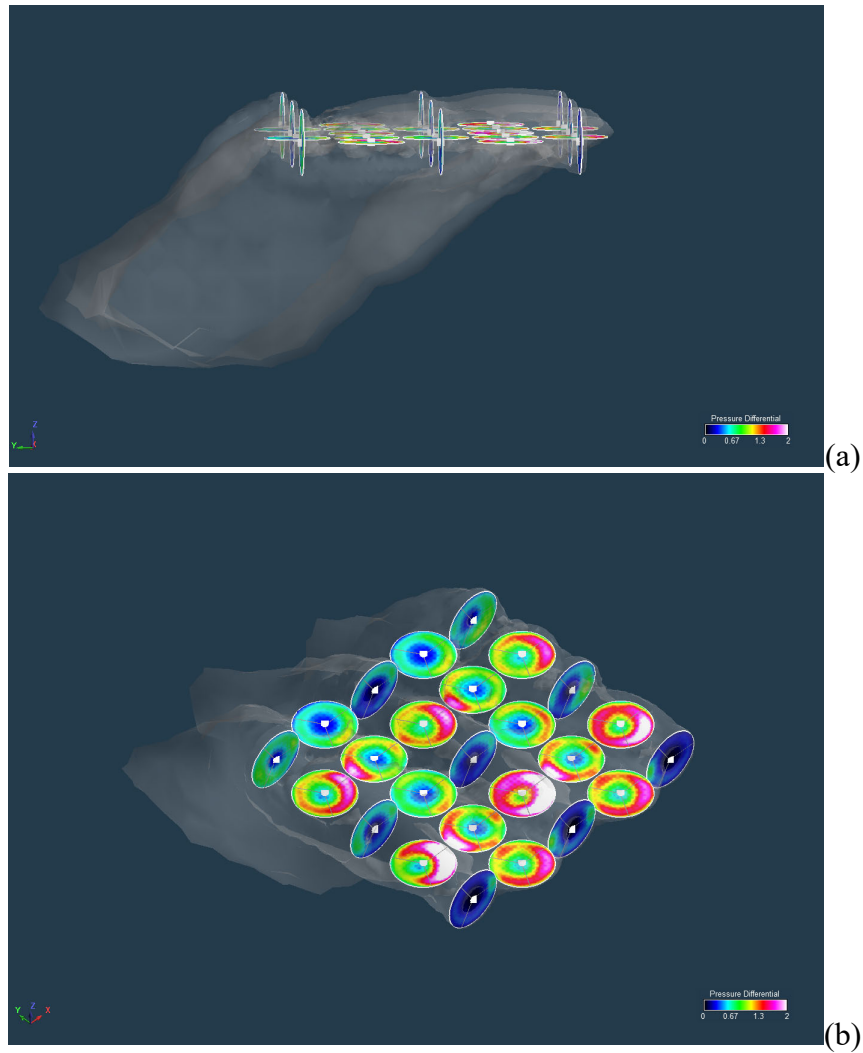 Z
Y X
Pressure Differential
0 0.67 1.3 2
(a)
Z
Y X
Pressure Differential
0 0.67 1.3 2
(b)